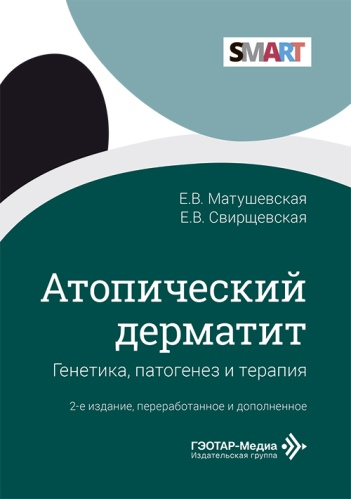 SMART
Е.В. Матушевская
Е.В. Свирщевская
Атопический
дерматит
Генетика, патогенез и терапия
2-е издание, переработанное и дополненное
ГЭОТАР-Медиа
Издательская группа